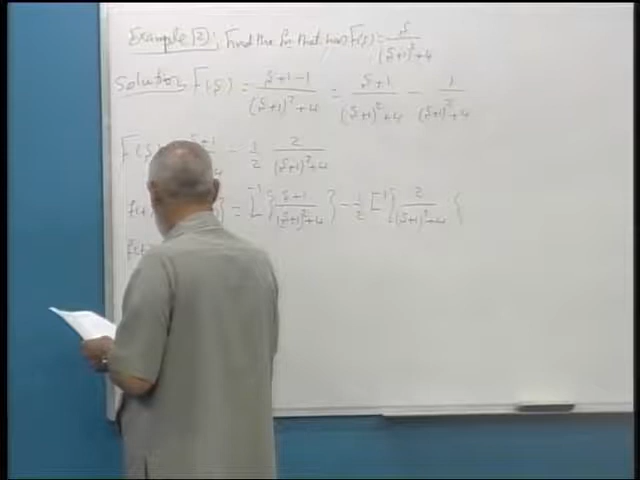 Example (2): Find the fn that has F(s) = s/((s+1)²+4)
Solution F(s) = (s+1-1)/((s+1)²+4) = (s+1)/((s+1)²+4) - 1/((s+1)²+4)
F(s) s+1 - 1/2 2/((s+1)²+4)
f(t) = L⁻¹{(s+1)/((s+1)²+4)} - 1/2 L⁻¹{2/((s+1)²+4)}
f(t)